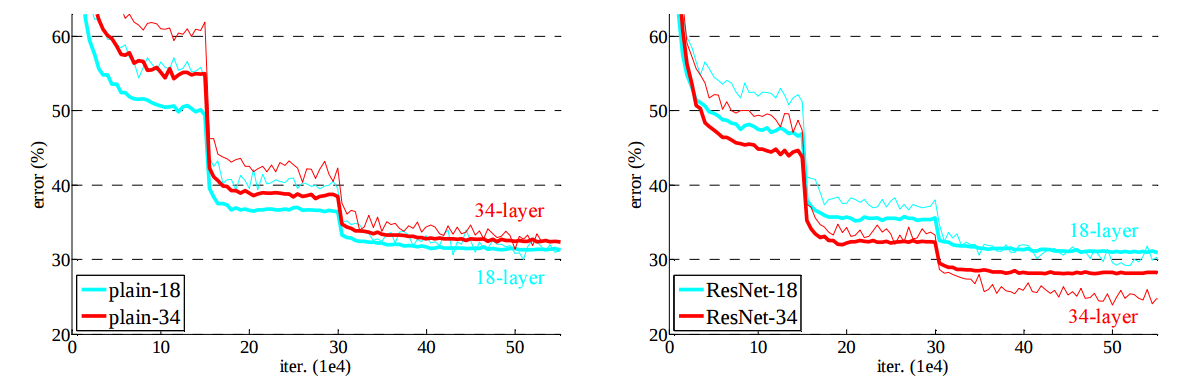 60
50
40
30
20
error (%)
34-layer
18-layer
plain-18
plain-34
0 10 20 30 40 50
iter. (1e4)
60
50
40
30
20
error (%)
18-layer
34-layer
ResNet-18
ResNet-34
0 10 20 30 40 50
iter. (1e4)